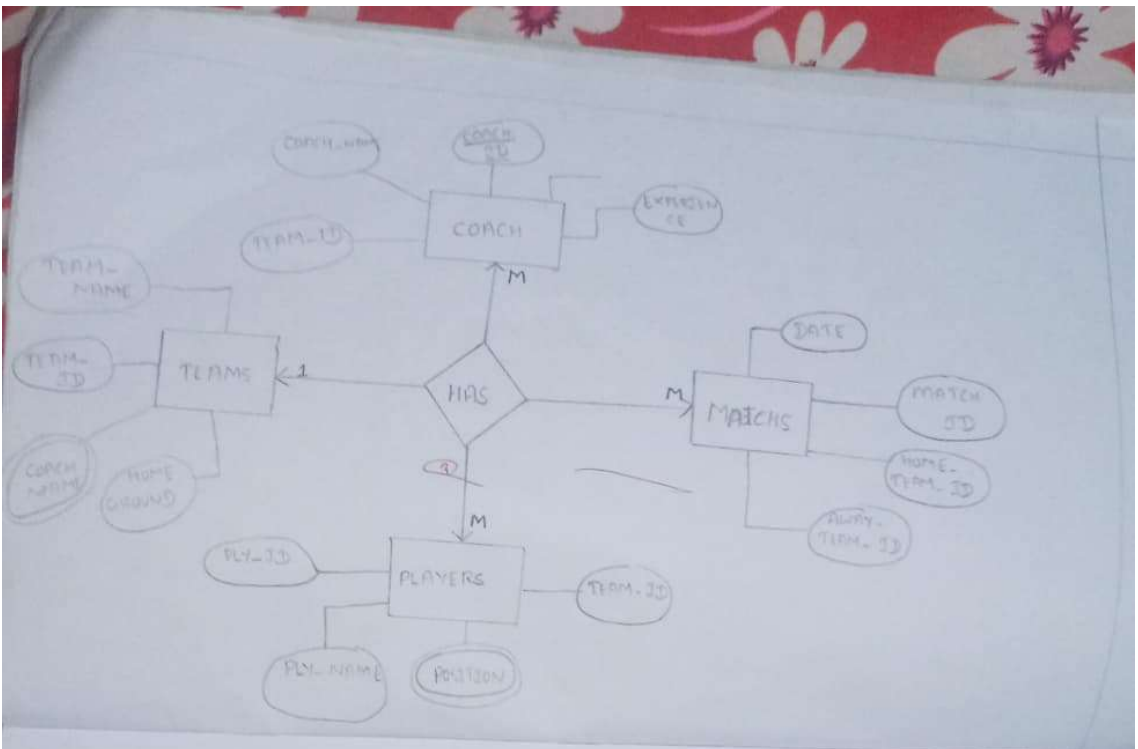 COACH_NAM
COACH
ID
EXPERIEN
CE
TEAM_ID
COACH
M
TEAM_
NAME
TEAM_
ID
TEAMS
1
HAS
M
MATCHS
DATE
MATCH
ID
HOME_
TEAM_ID
AWAY_
TEAM_ID
COACH
NAME
HOME
GROUND
M
PLY_ID
PLAYERS
TEAM_ID
PLY_NAME
POSITION